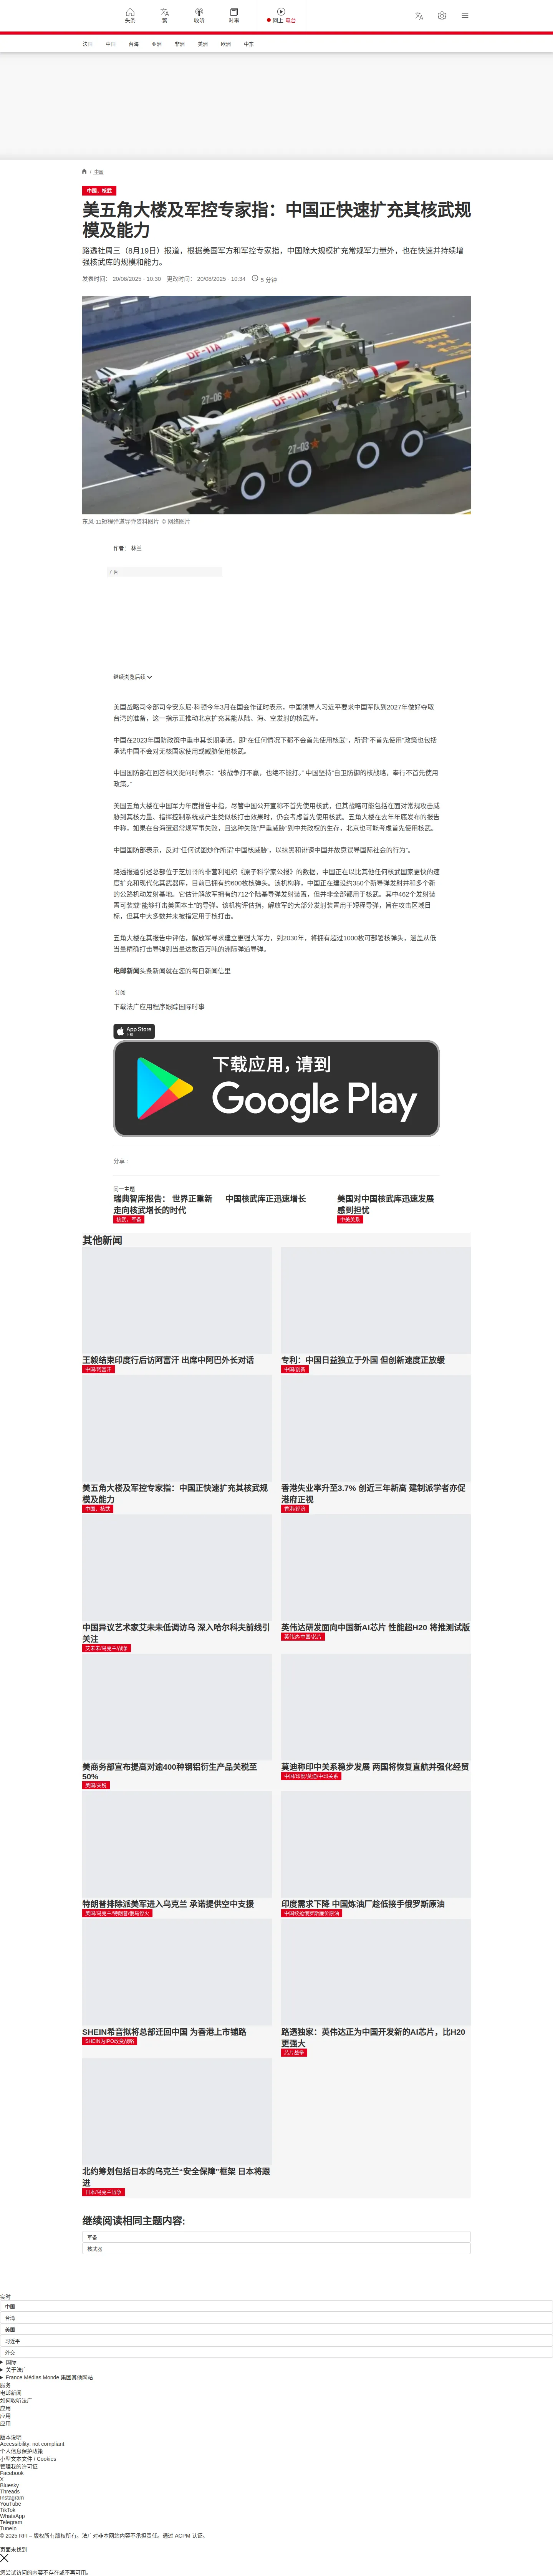 头条
繁
收听
时事
网上 电台
法国 中国 台海 亚洲 非洲 美洲 欧洲 中东
/ 中国
中国，核武
美五角大楼及军控专家指：中国正快速扩充其核武规
模及能力
路透社周三（8月19日）报道，根据美国军方和军控专家指，中国除大规模扩充常规军力量外，也在快速并持续增
强核武库的规模和能力。
发表时间： 20/08/2025 - 10:30 更改时间： 20/08/2025 - 10:34 5 分钟
27-06
27-03
东风-11短程弹道导弹资料图片 © 网络图片
作者： 林兰
广告
继续浏览后续
美国战略司令部司令安东尼·科顿今年3月在国会作证时表示，中国领导人习近平要求中国军队到2027年做好夺取
台湾的准备，这一指示正推动北京扩充其能从陆、海、空发射的核武库。
中国在2023年国防政策中重申其长期承诺，即“在任何情况下都不会首先使用核武”，所谓“不首先使用”政策也包括
承诺中国不会对无核国家使用或威胁使用核武。
中国国防部在回答相关提问时表示：“核战争打不赢，也绝不能打。” 中国坚持“自卫防御的核战略，奉行不首先使用
政策。”
美国五角大楼在中国军力年度报告中指，尽管中国公开宣称不首先使用核武，但其战略可能包括在面对常规攻击威
胁到其核力量、指挥控制系统或产生类似核打击效果时，仍会考虑首先使用核武。五角大楼在去年年底发布的报告
中称，如果在台海遭遇常规军事失败，且这种失败“严重威胁”到中共政权的生存，北京也可能考虑首先使用核武。
中国国防部表示，反对“任何试图炒作所谓‘中国核威胁’，以抹黑和诽谤中国并故意误导国际社会的行为”。
路透报道引述总部位于芝加哥的非营利组织《原子科学家公报》的数据，中国正在以比其他任何核武国家更快的速
度扩充和现代化其武器库，目前已拥有约600枚核弹头。该机构称，中国正在建设约350个新导弹发射井和多个新
的公路机动发射基地。它估计解放军拥有约712个陆基导弹发射装置，但并非全部都用于核武。其中462个发射装
置可装载“能够打击美国本土”的导弹。该机构评估指，解放军的大部分发射装置用于短程导弹，旨在攻击区域目
标，但其中大多数并未被指定用于核打击。
五角大楼在其报告中评估，解放军寻求建立更强大军力，到2030年，将拥有超过1000枚可部署核弹头，涵盖从低
当量精确打击导弹到当量达数百万吨的洲际弹道导弹。
电邮新闻头条新闻就在您的每日新闻信里
订阅
下载法广应用程序跟踪国际时事
App Store
下载
下载应用，请到
Google Play
分享 :
同一主题
瑞典智库报告： 世界正重新
走向核武增长的时代
核武，军备
中国核武库正迅速增长
美国对中国核武库迅速发展
感到担忧
中美关系
其他新闻
王毅结束印度行后访阿富汗 出席中阿巴外长对话
中国/阿富汗
专利：中国日益独立于外国 但创新速度正放缓
中国/创新
美五角大楼及军控专家指：中国正快速扩充其核武规
模及能力
中国，核武
香港失业率升至3.7% 创近三年新高 建制派学者亦促
港府正视
香港经济
中国异议艺术家艾未未低调访乌 深入哈尔科夫前线引
关注
艾未未/乌克兰/战争
英伟达研发面向中国新AI芯片 性能超H20 将推测试版
英伟达/中国/芯片
美商务部宣布提高对逾400种钢铝衍生产品关税至
50%
美国/关税
莫迪称印中关系稳步发展 两国将恢复直航并强化经贸
中国/印度/莫迪/中印关系
特朗普排除派美军进入乌克兰 承诺提供空中支援
美国/乌克兰/特朗普/俄乌停火
印度需求下降 中国炼油厂趁低接手俄罗斯原油
中国续抢俄罗斯廉价原油
SHEIN希音拟将总部迁回中国 为香港上市铺路
SHEIN为IPO改变战略
路透独家：英伟达正为中国开发新的AI芯片，比H20
更强大
芯片战争
北约筹划包括日本的乌克兰“安全保障”框架 日本将跟
进
日本/乌克兰战争
继续阅读相同主题内容:
军备
核武器
实时
中国
台湾
美国
习近平
外交
国际
关于法广
France Médias Monde 集团其他网站
服务
电邮新闻
如何收听法广
应用
应用
应用
版本说明
Accessibility: not compliant
个人信息保护政策
小型文本文件 / Cookies
管理我的许可证
Facebook
X
Bluesky
Threads
Instagram
YouTube
TikTok
WhatsApp
Telegram
TuneIn
© 2025 RFI – 版权所有版权所有。法广对非本网站内容不承担责任。通过 ACPM 认证。
页面未找到
您尝试访问的内容不存在或不再可用。